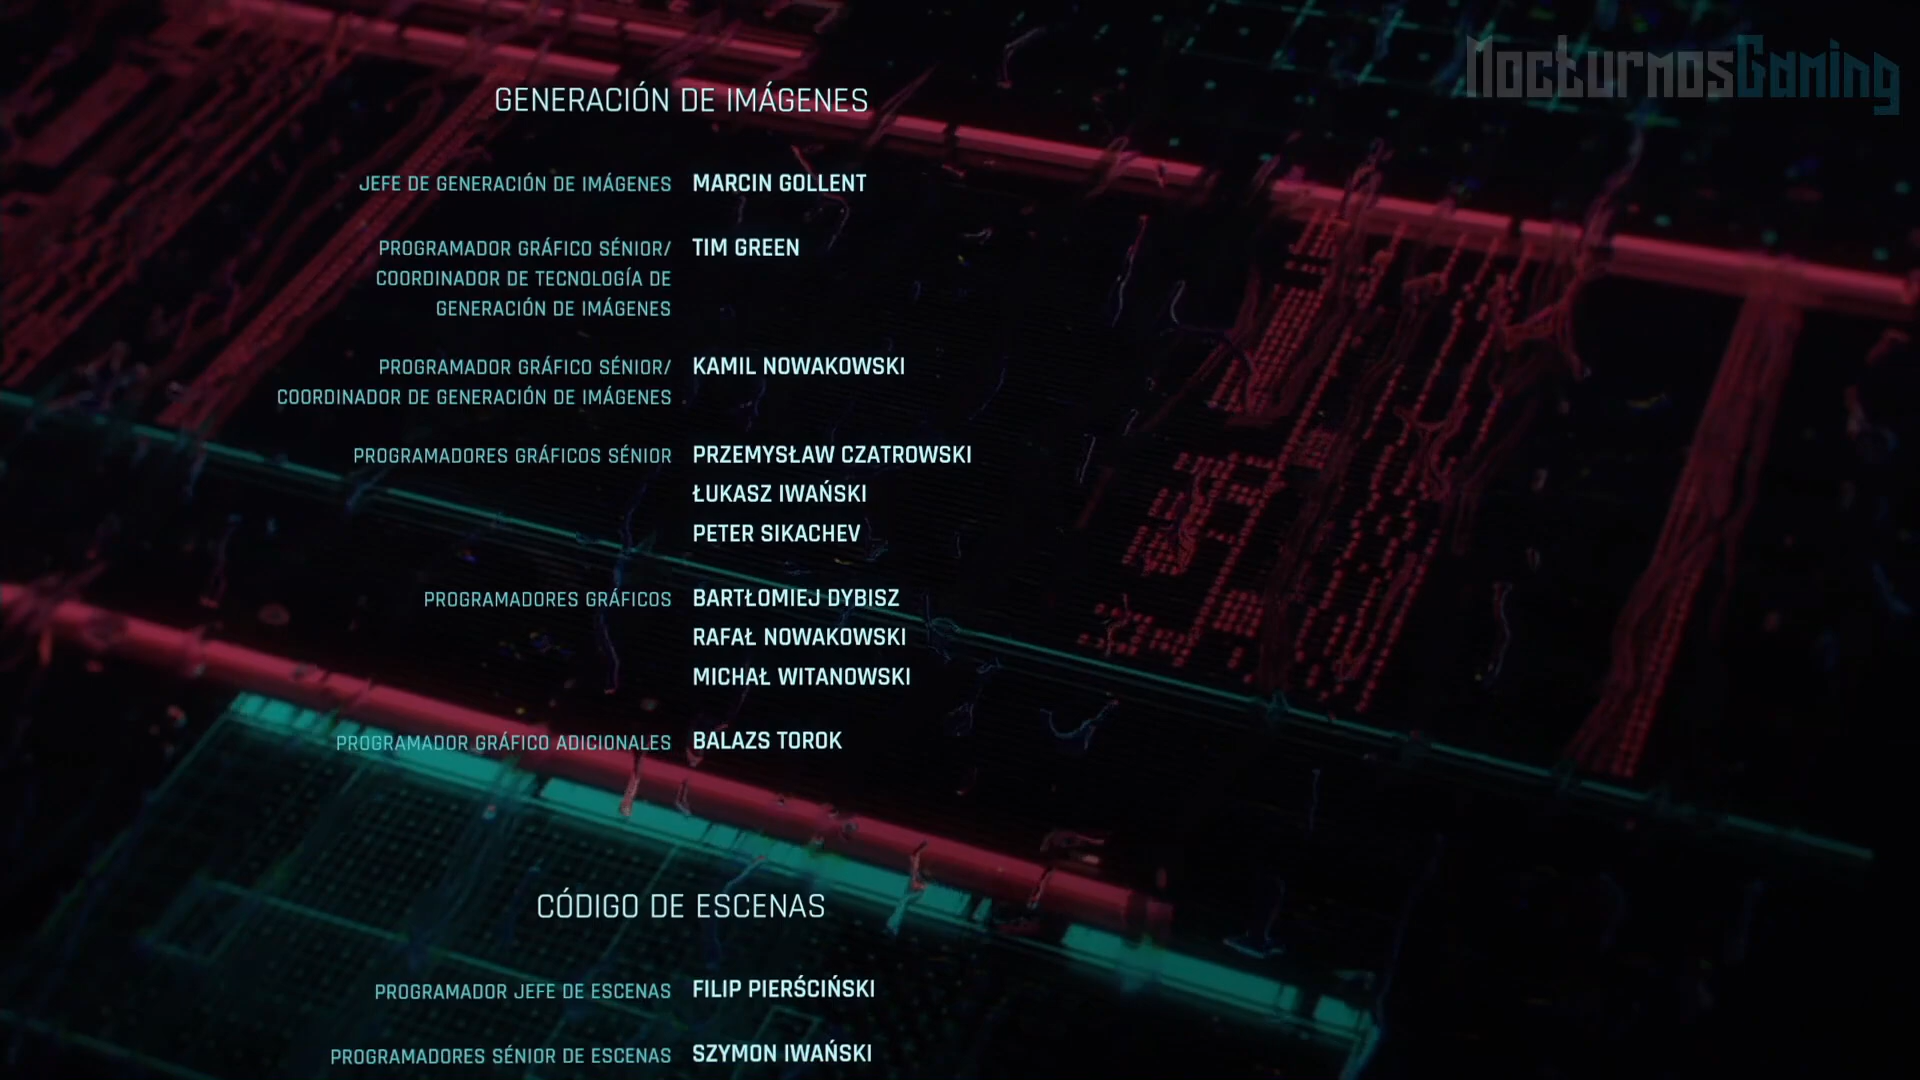 NocturnosGaming
GENERACIÓN DE IMÁGENES
JEFE DE GENERACIÓN DE IMÁGENES MARCIN GOLLENT
PROGRAMADOR GRÁFICO SÉNIOR/ TIM GREEN
COORDINADOR DE TECNOLOGÍA DE
GENERACIÓN DE IMÁGENES
PROGRAMADOR GRÁFICO SÉNIOR/ KAMIL NOWAKOWSKI
COORDINADOR DE GENERACIÓN DE IMÁGENES
PROGRAMADORES GRÁFICOS SÉNIOR PRZEMYSŁAW CZATROWSKI
ŁUKASZ IWAŃSKI
PETER SIKACHEV
PROGRAMADORES GRÁFICOS BARTŁOMIEJ DYBISZ
RAFAŁ NOWAKOWSKI
MICHAŁ WITANOWSKI
PROGRAMADOR GRÁFICO ADICIONALES BALAZS TOROK
CÓDIGO DE ESCENAS
PROGRAMADOR JEFE DE ESCENAS FILIP PIERŚCIŃSKI
PROGRAMADORES SÉNIOR DE ESCENAS SZYMON IWAŃSKI